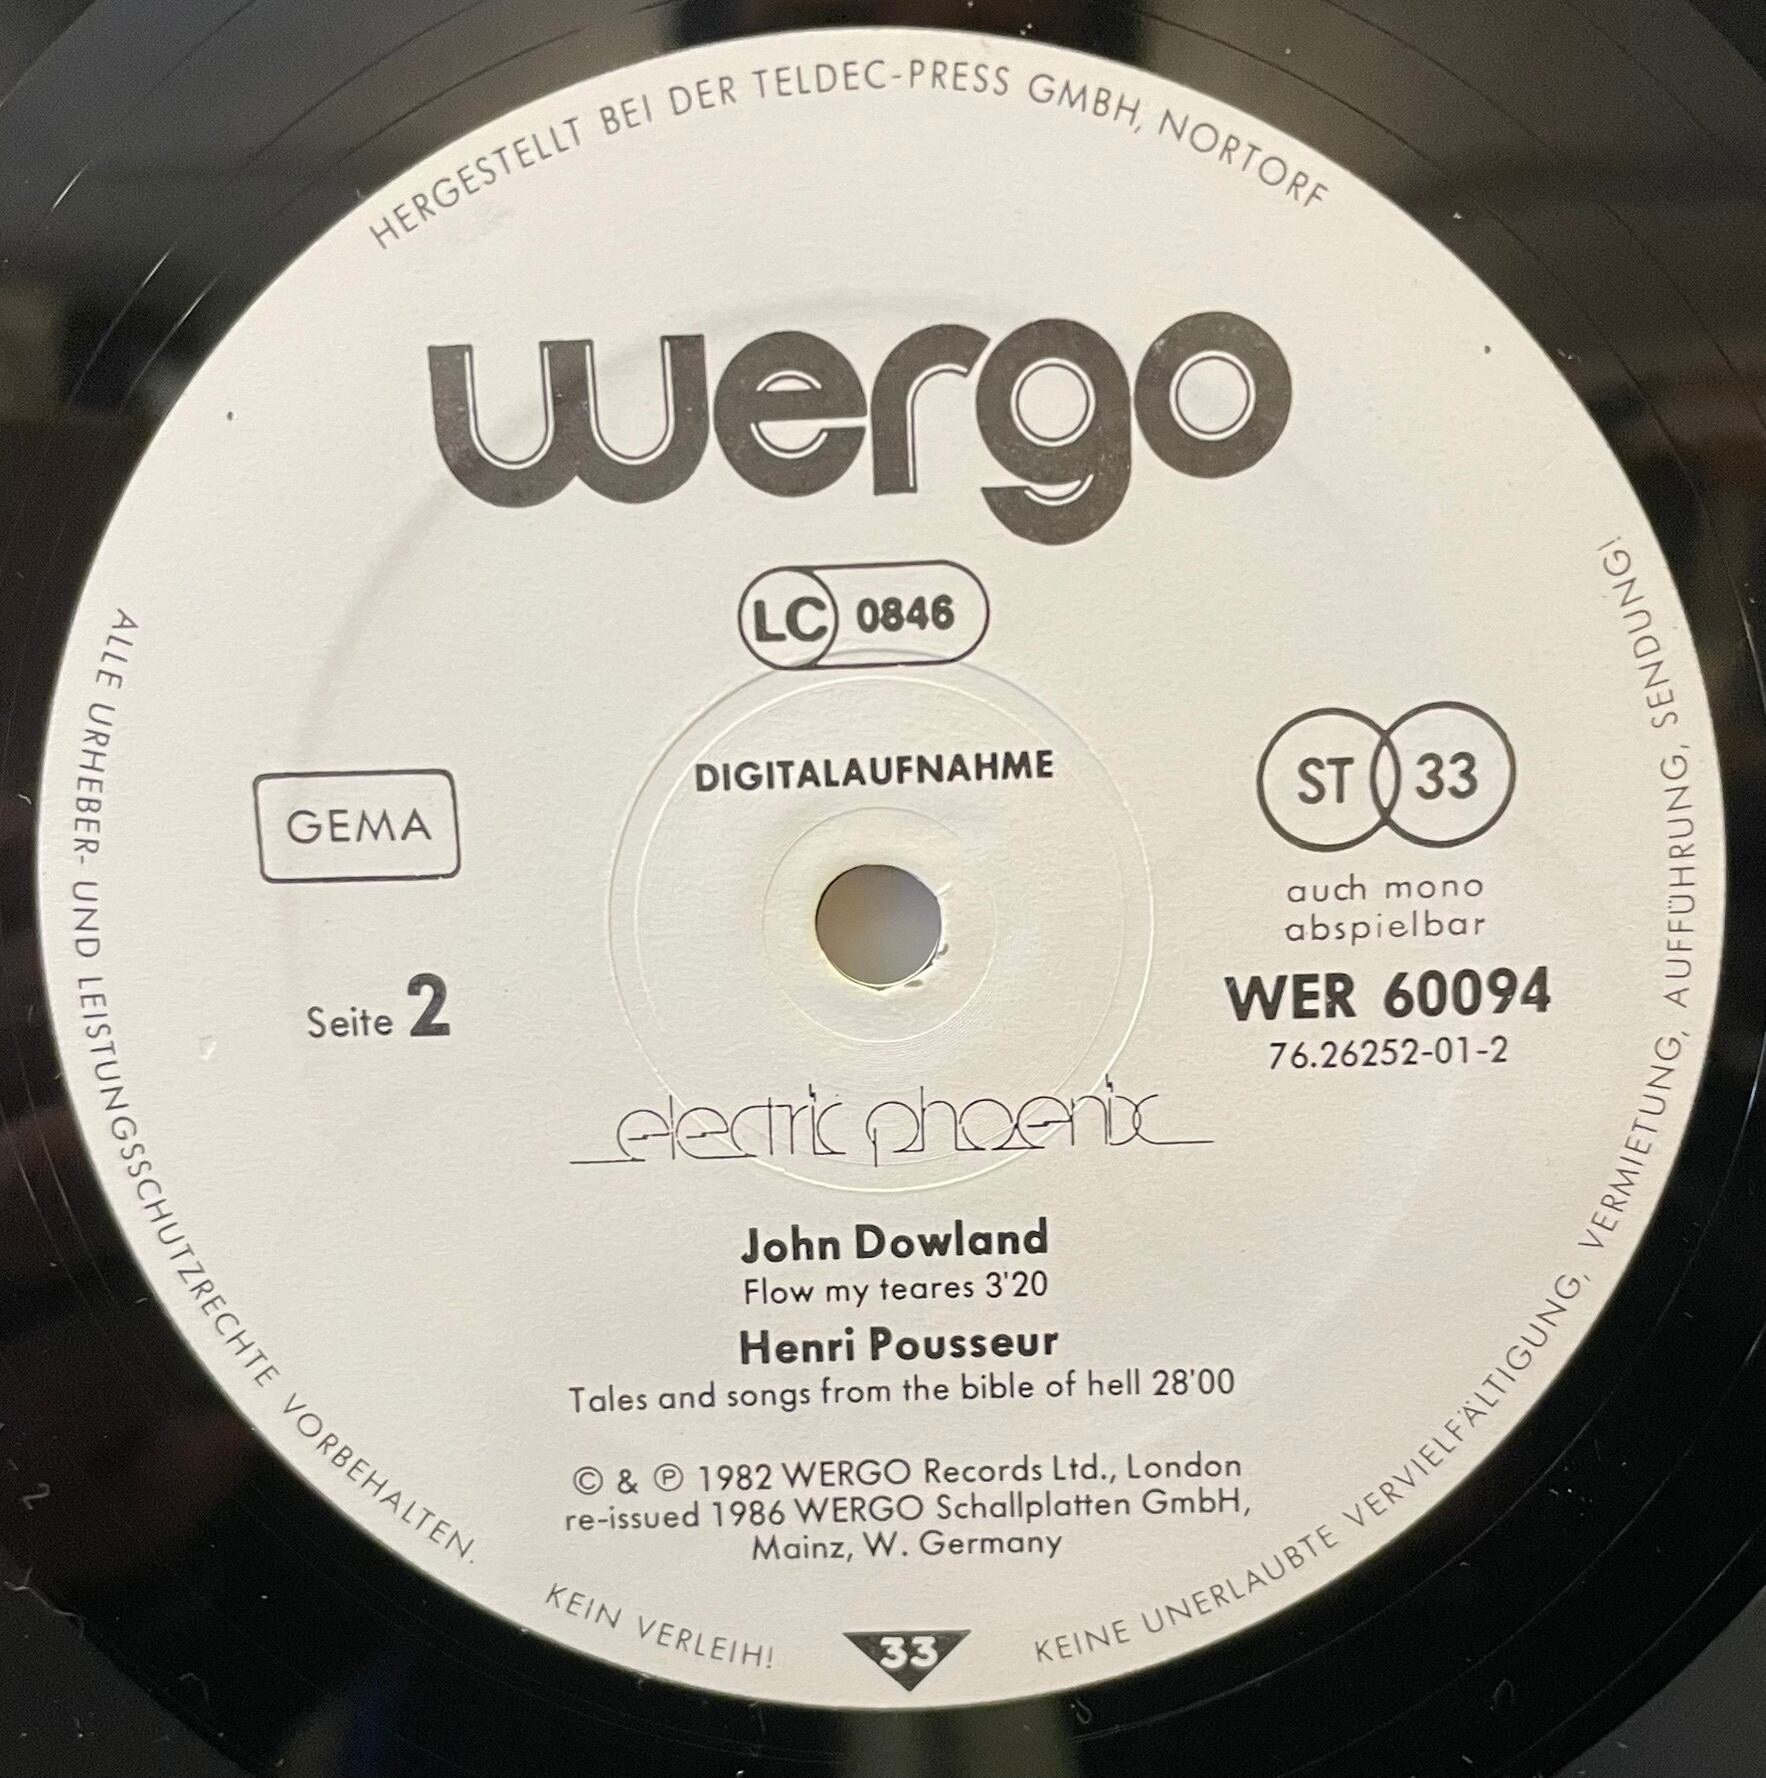 HERGESTELLT BEI DER TELDEC-PRESS GMBH, NORTORF
wergo
LC 0846
DIGITALAUFNAHME
GEMA
ST 33
auch mono
abspielbar
Seite 2
WER 60094
76.26252-01-2
electric phoenix
John Dowland
Flow my teares 3'20
Henri Pousseur
Tales and songs from the bible of hell 28'00
© & ℗ 1982 WERGO Records Ltd., London
re-issued 1986 WERGO Schallplatten GmbH,
Mainz, W. Germany
ALLE URHEBER- UND LEISTUNGSSCHUTZRECHTE VORBEHALTEN.
KEIN VERLEIH!
33
KEINE UNERLAUBTE VERVIELFÄLTIGUNG, VERMIETUNG, AUFFÜHRUNG, SENDUNG!